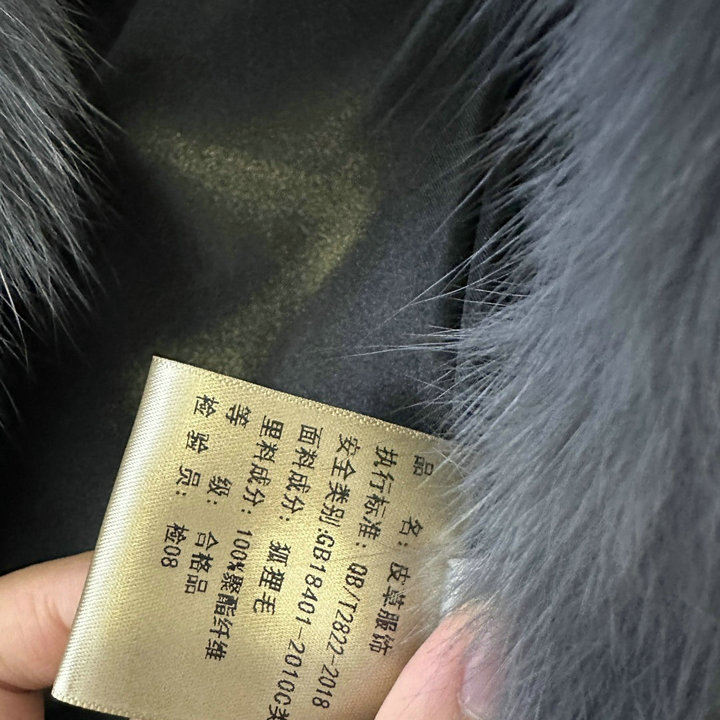 品 名：皮革服饰
执行标准：QB/T2822-2018
安全类别:GB18401-2010C类
面料成分：狐狸毛
里料成分：100%聚酯纤维
等 级：合格品
检 验 员：检08